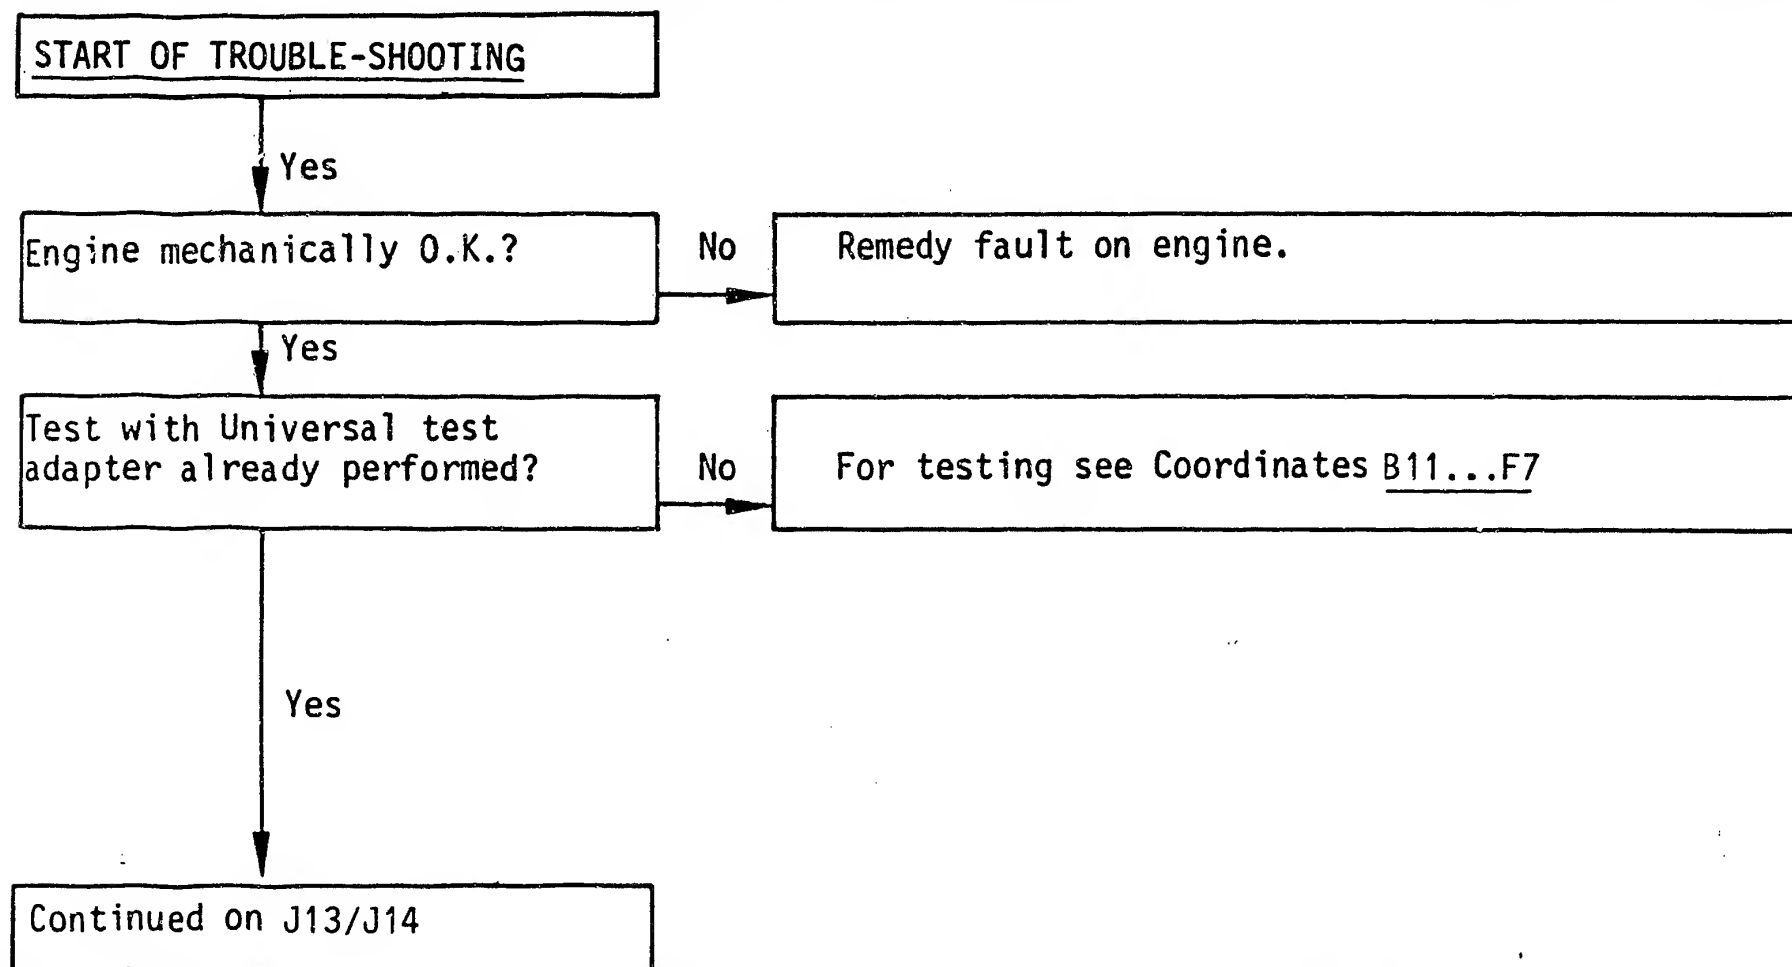 START OF TROUBLE-SHOOTING
Yes
Engine mechanically O.K.?
No
Remedy fault on engine.
Yes
Test with Universal test
adapter already performed?
No
For testing see Coordinates B11...F7
Yes
Continued on J13/J14